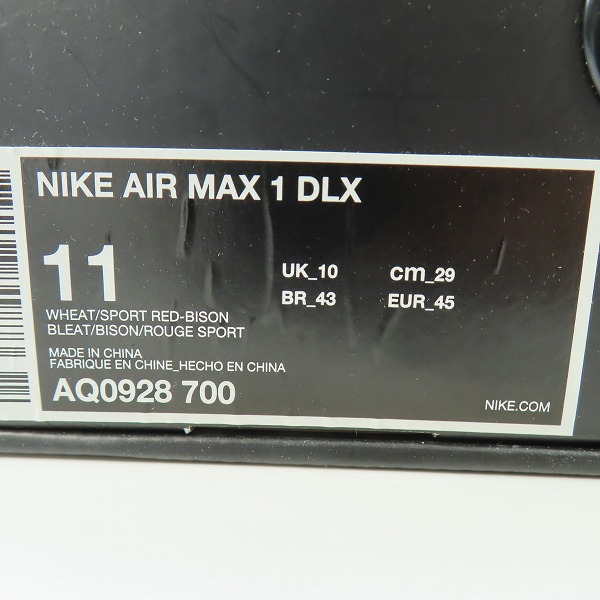 NIKE AIR MAX 1 DLX
11
UK_10 cm_29
BR_43 EUR_45
WHEAT/SPORT RED-BISON
BLEAT/BISON/ROUGE SPORT
MADE IN CHINA
FABRIQUE EN CHINE_HECHO EN CHINA
AQ0928 700
NIKE.COM